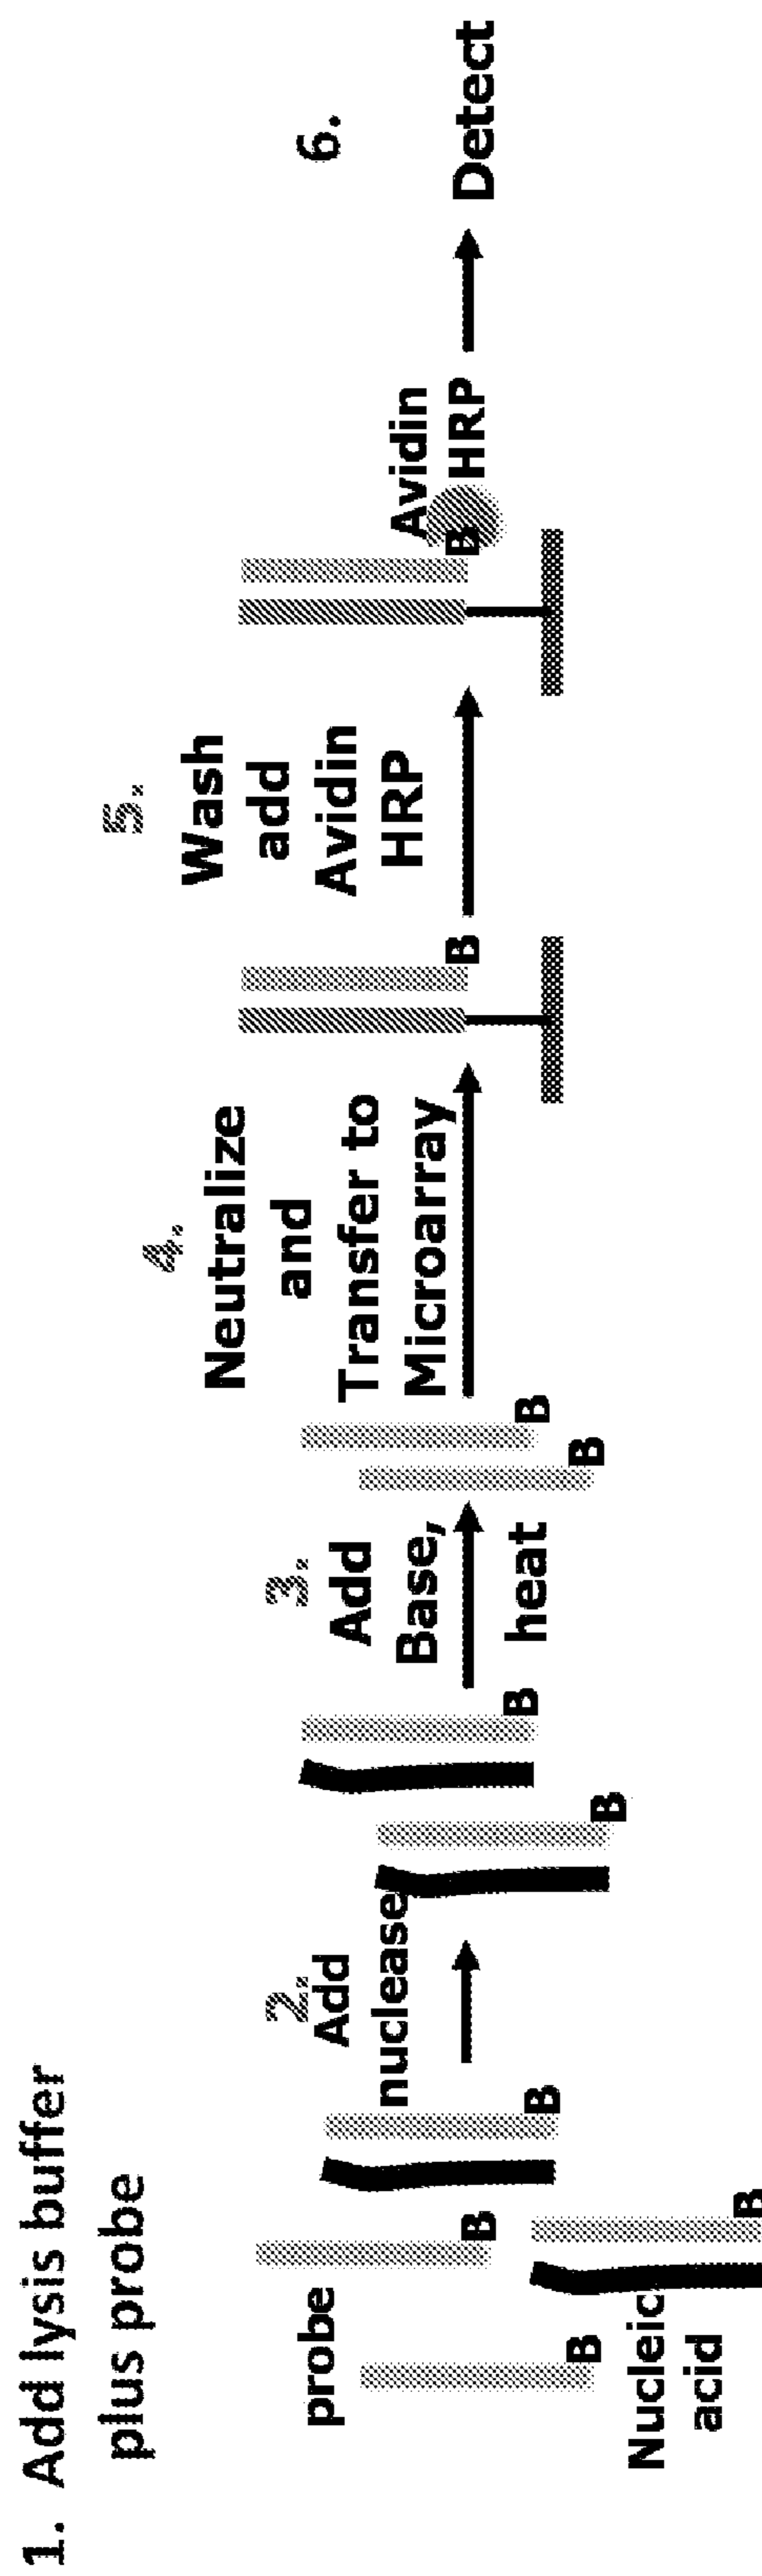 1. Add lysis buffer
plus probe
probe
B
B
Nucleic
acid
B
B
2.
Add
nuclease
B
B
3.
Add
Base,
heat
B
B
4.
Neutralize
and
Transfer to
Microarray
B
5.
Wash
add
Avidin
HRP
Avidin
HRP
B
6.
Detect